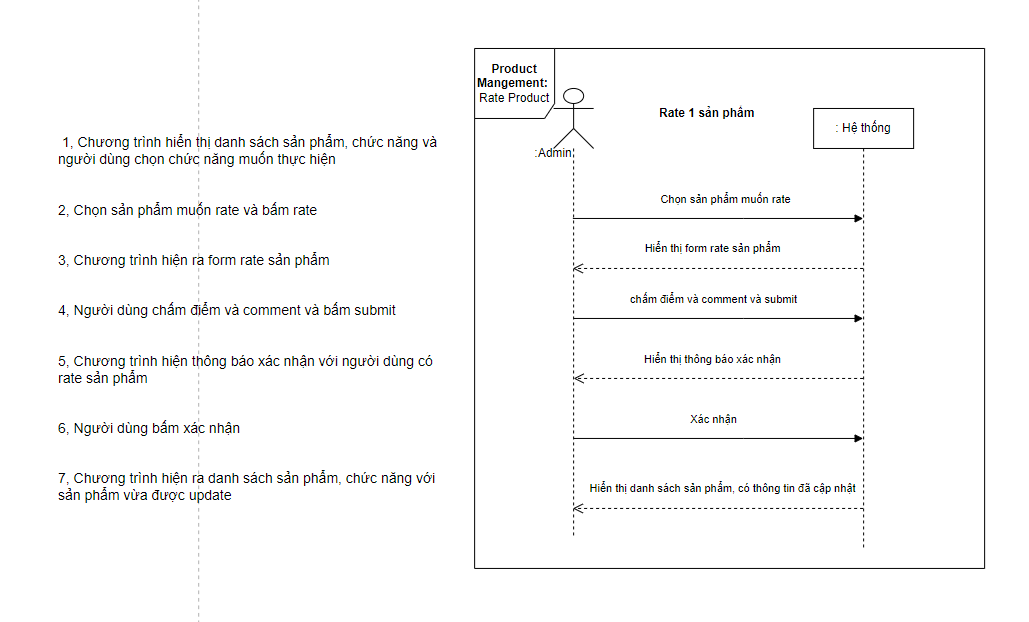 1, Chương trình hiển thị danh sách sản phẩm, chức năng và
người dùng chọn chức năng muốn thực hiện
2, Chọn sản phẩm muốn rate và bấm rate
3, Chương trình hiện ra form rate sản phẩm
4, Người dùng chấm điểm và comment và bấm submit
5, Chương trình hiện thông báo xác nhận với người dùng có
rate sản phẩm
6, Người dùng bấm xác nhận
7, Chương trình hiện ra danh sách sản phẩm, chức năng với
sản phẩm vừa được update
Product
Mangement:
Rate Product
Rate 1 sản phẩm
:Admin
: Hệ thống
Chọn sản phẩm muốn rate
Hiển thị form rate sản phẩm
chấm điểm và comment và submit
Hiển thị thông báo xác nhận
Xác nhận
Hiển thị danh sách sản phẩm, có thông tin đã cập nhật